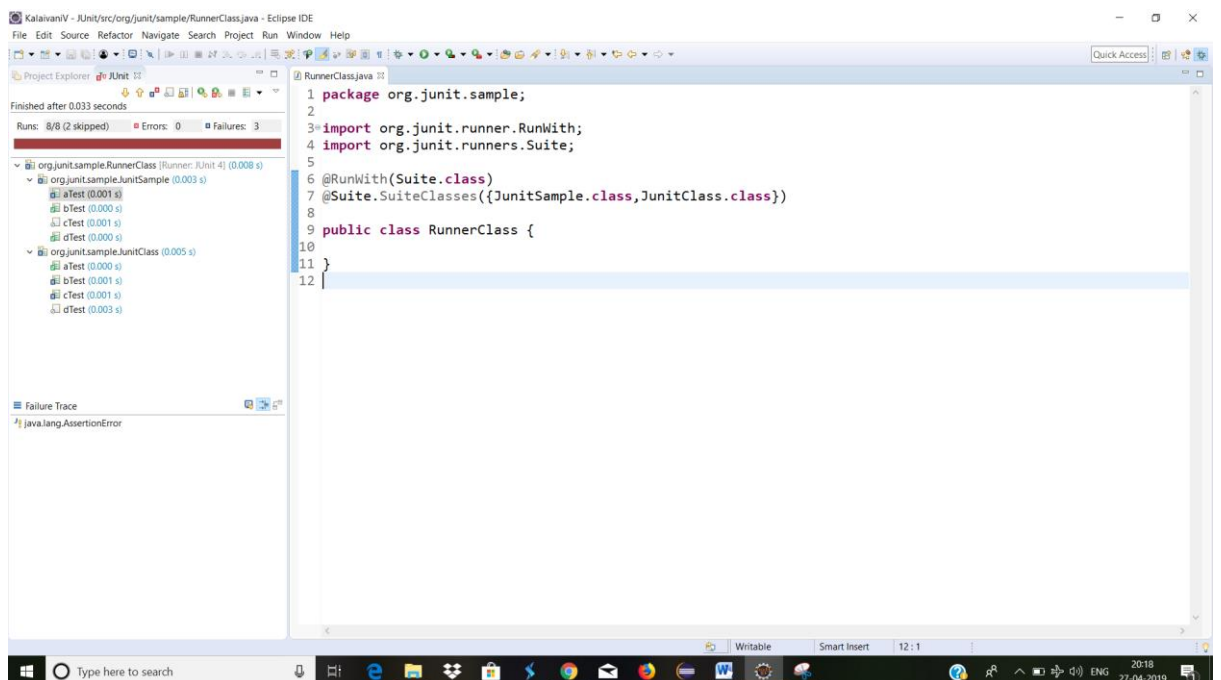 KalaivaniV - JUnit/src/org/junit/sample/RunnerClass.java - Eclipse IDE
File Edit Source Refactor Navigate Search Project Run Window Help
Quick Access
Project Explorer JUnit
Finished after 0.033 seconds
Runs: 8/8 (2 skipped) Errors: 0 Failures: 3
org.junit.sample.RunnerClass [Runner: JUnit 4] (0.008 s)
org.junit.sample.JunitSample (0.003 s)
aTest (0.001 s)
bTest (0.000 s)
cTest (0.001 s)
dTest (0.000 s)
org.junit.sample.JunitClass (0.005 s)
aTest (0.000 s)
bTest (0.001 s)
cTest (0.001 s)
dTest (0.003 s)
Failure Trace
java.lang.AssertionError
RunnerClass.java
1 package org.junit.sample;
2
3 import org.junit.runner.RunWith;
4 import org.junit.runners.Suite;
5
6 @RunWith(Suite.class)
7 @Suite.SuiteClasses({JunitSample.class,JunitClass.class})
8
9 public class RunnerClass {
10
11 }
12
Writable Smart Insert 12:1
Type here to search
ENG
20:18
27-04-2019